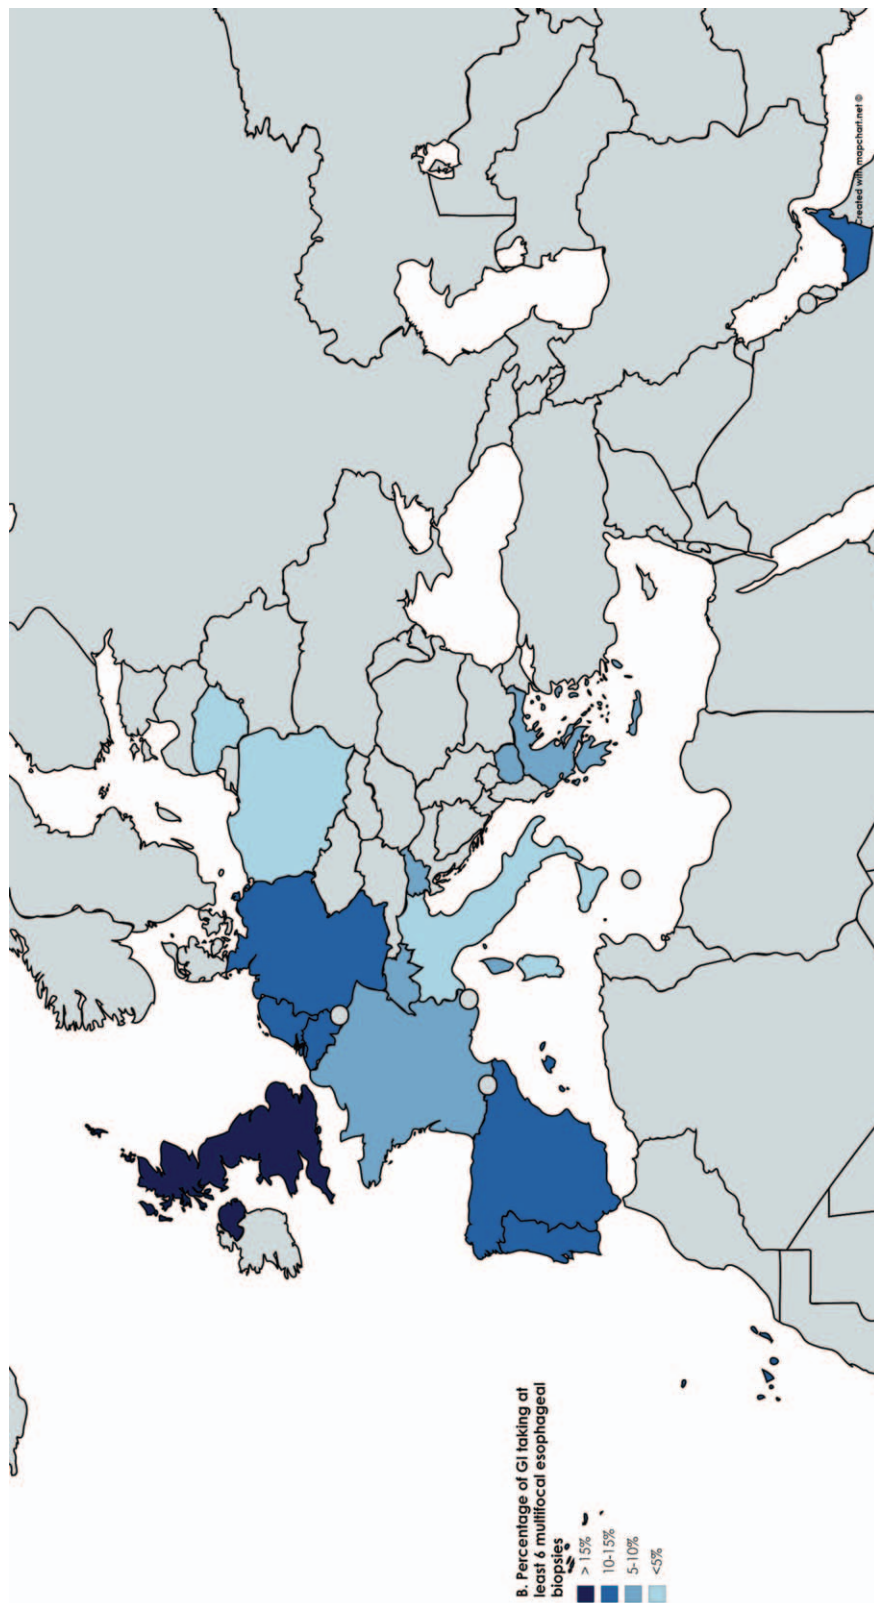 B. Percentage of GI taking at
least 6 multifocal esophageal
biopsies
> 15%
10-15%
5-10%
<5%
Created with mapchart.net ©